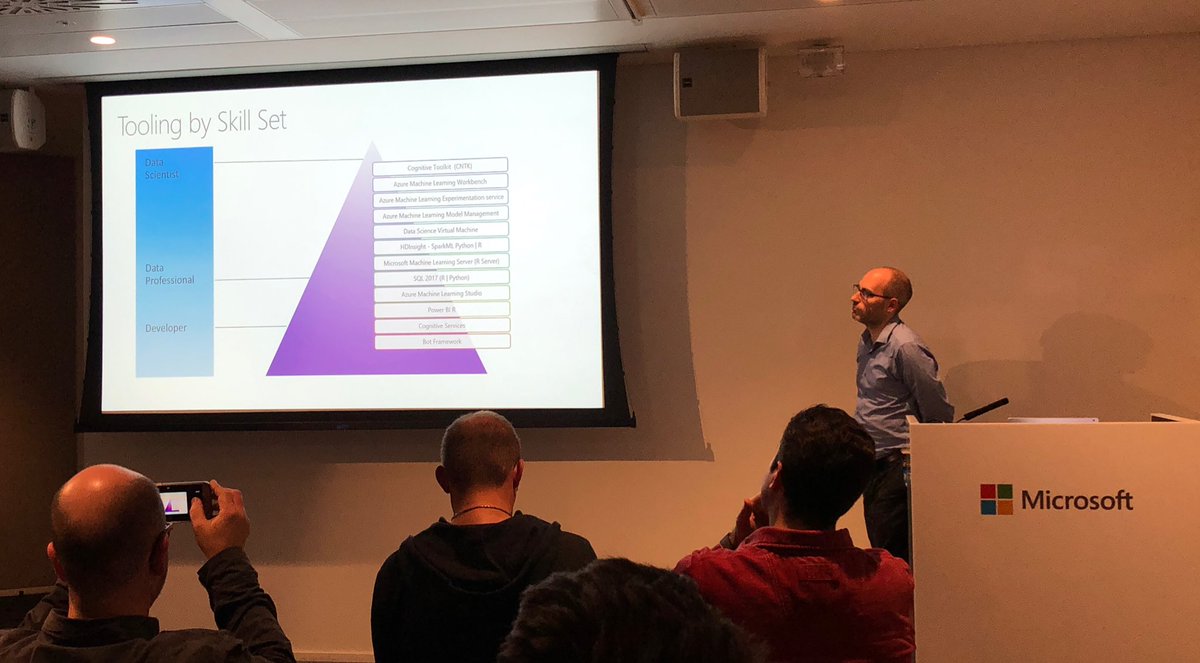 Tooling by Skill Set
Data
Scientist
Data
Professional
Developer
Cognitive Toolkit (CNTK)
Azure Machine Learning Workbench
Azure Machine Learning Experimentation service
Azure Machine Learning Model Management
Data Science Virtual Machine
HDInsight - SparkML Python | R
Microsoft Machine Learning Server (R Server)
SQL 2017 (R | Python)
Azure Machine Learning Studio
Power BI R
Cognitive Services
Bot Framework
Microsoft